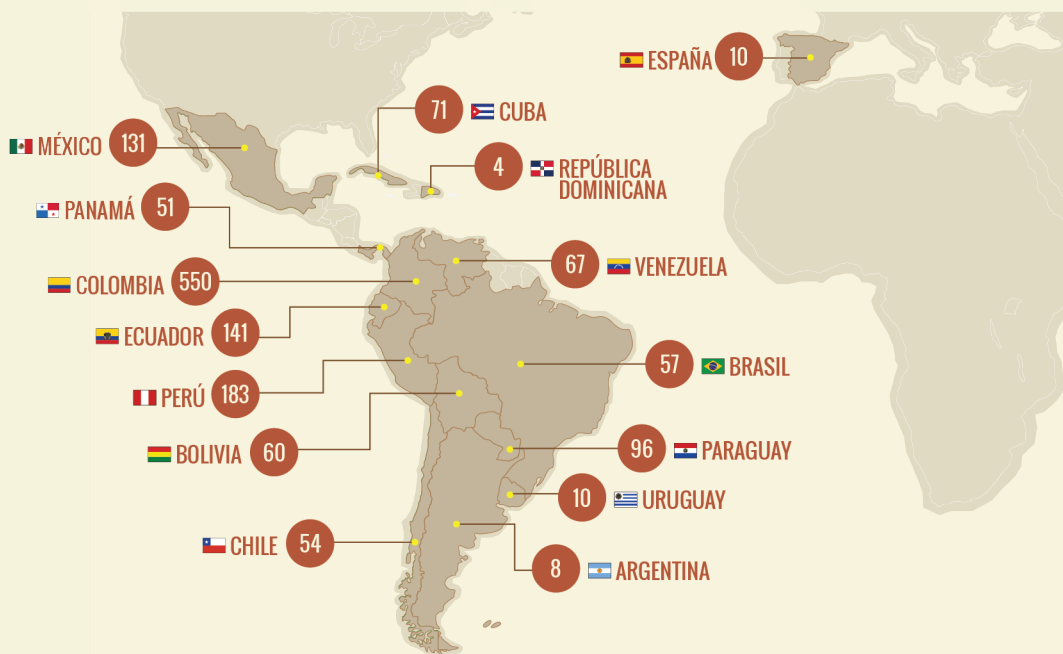 ESPAÑA 10
71 CUBA
MÉXICO 131
4 REPÚBLICA
DOMINICANA
PANAMÁ 51
67 VENEZUELA
COLOMBIA 550
ECUADOR 141
57 BRASIL
PERÚ 183
BOLIVIA 60
96 PARAGUAY
10 URUGUAY
CHILE 54
8 ARGENTINA